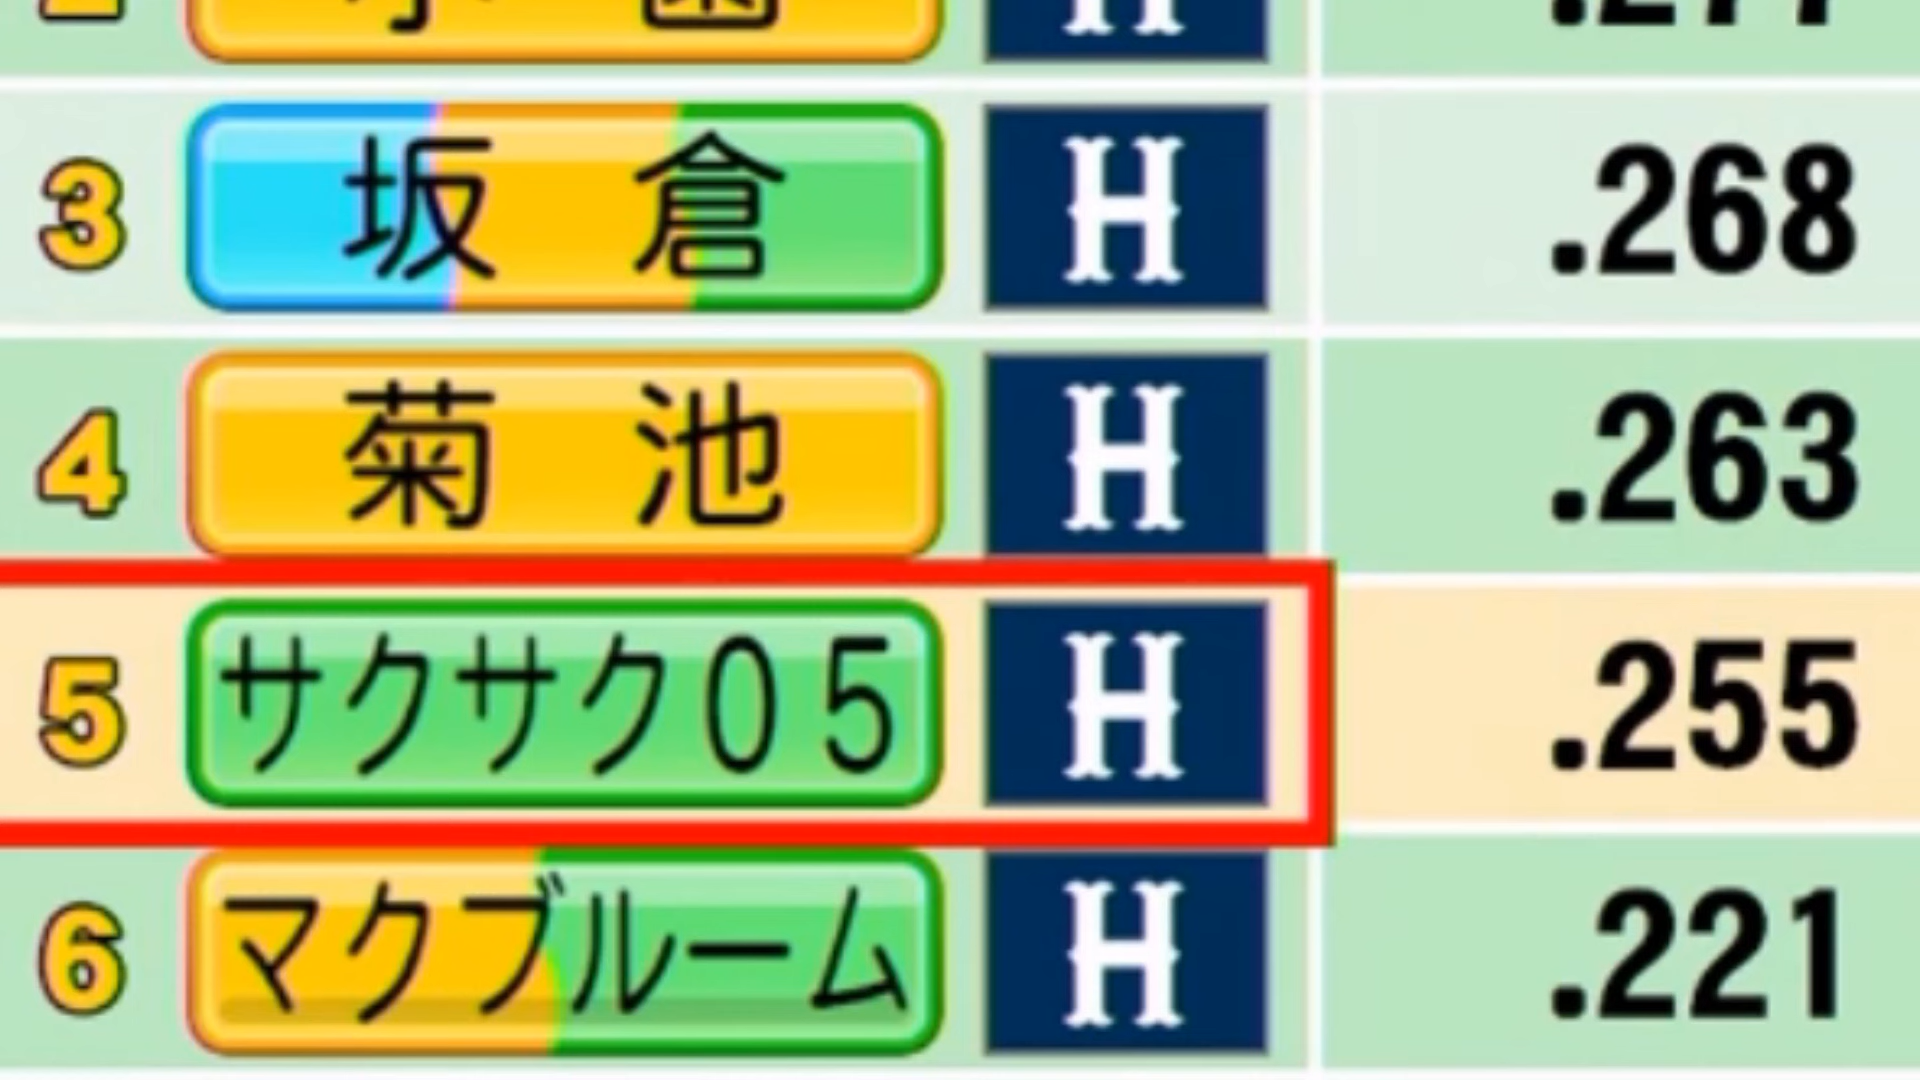 3 坂倉 H .268
4 菊池 H .263
5 サクサク05 H .255
6 マクブルーム H .221